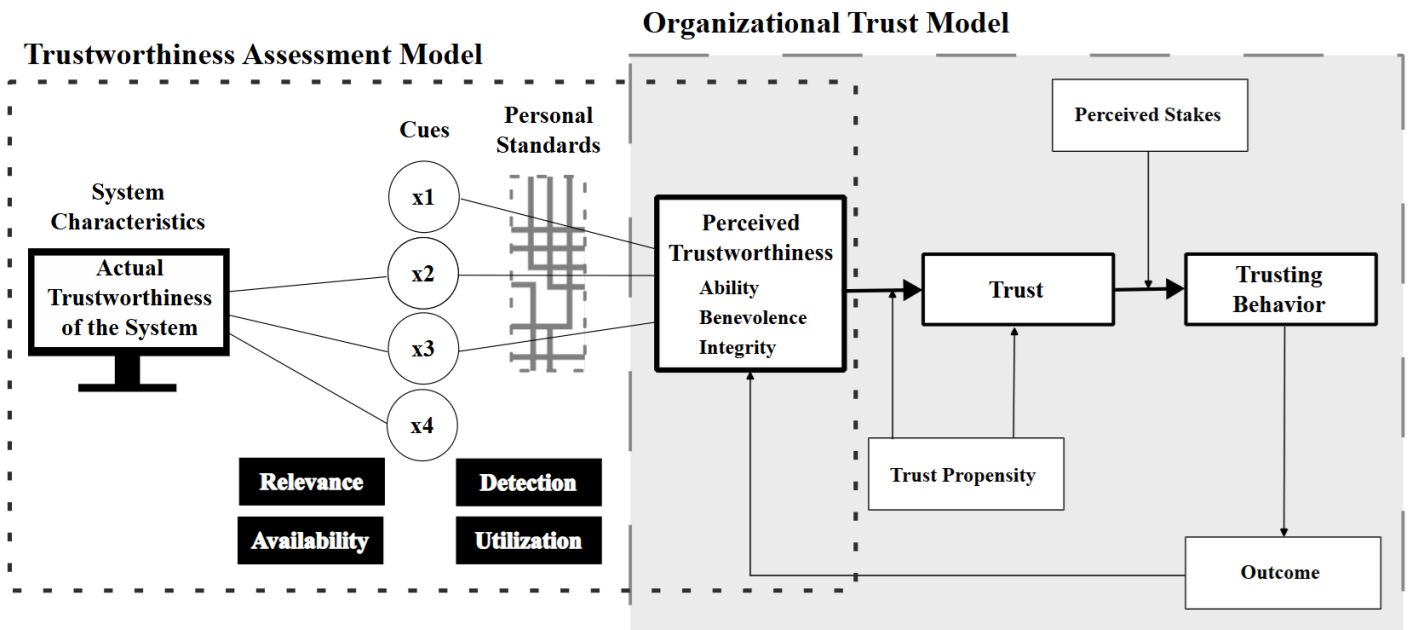 Organizational Trust Model
Trustworthiness Assessment Model
Cues
Personal
Standards
System
Characteristics
Actual
Trustworthiness
of the System
x1
x2
x3
x4
Relevance
Detection
Availability
Utilization
Perceived
Trustworthiness
Ability
Benevolence
Integrity
Trust
Perceived Stakes
Trusting
Behavior
Trust Propensity
Outcome